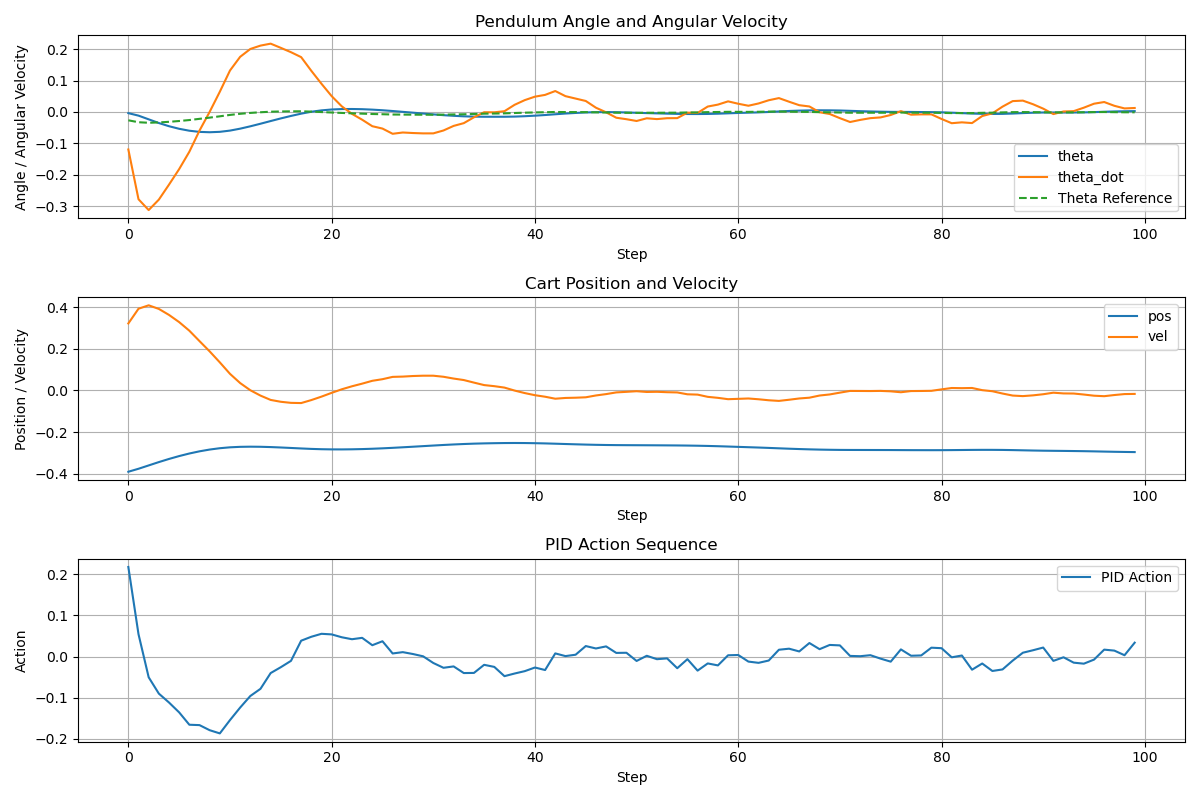 Pendulum Angle and Angular Velocity
Angle / Angular Velocity
0.2
0.1
0.0
−0.1
−0.2
−0.3
theta
theta_dot
Theta Reference
0 20 40 60 80 100
Step
Cart Position and Velocity
Position / Velocity
0.4
0.2
0.0
−0.2
−0.4
pos
vel
0 20 40 60 80 100
Step
PID Action Sequence
Action
0.2
0.1
0.0
−0.1
−0.2
PID Action
0 20 40 60 80 100
Step